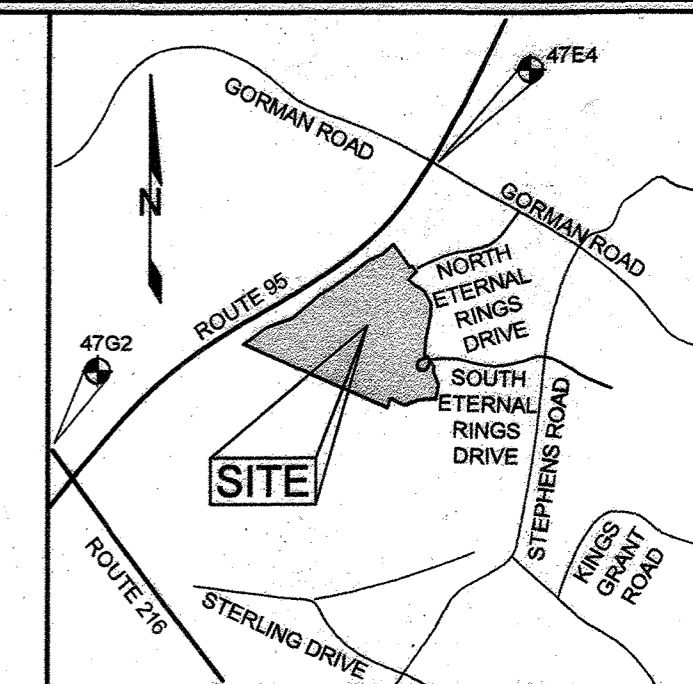 47E4
GORMAN ROAD
N
GORMAN ROAD
NORTH
ETERNAL
RINGS
DRIVE
ROUTE 95
47G2
SOUTH
ETERNAL
RINGS
DRIVE
SITE
STEPHENS ROAD
KINGS
GRANT
ROAD
ROUTE 216
STERLING DRIVE